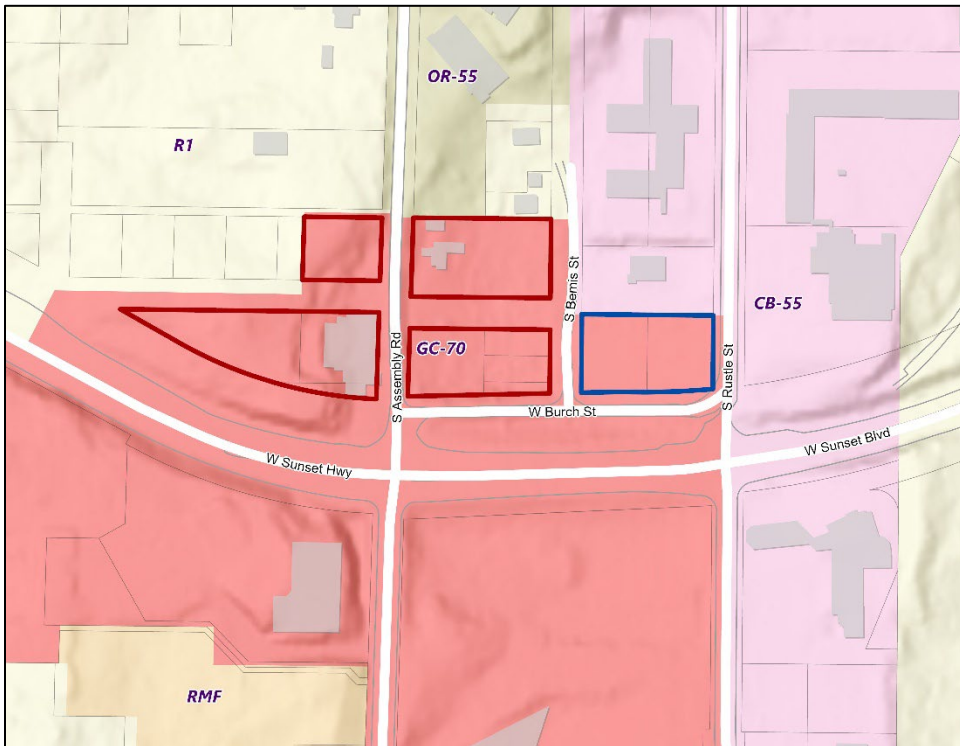 OR-55
R1
S Bemis St
CB-55
S Assembly Rd
GC-70
S Rustle St
W Burch St
W Sunset Blvd
W Sunset Hwy
RMF